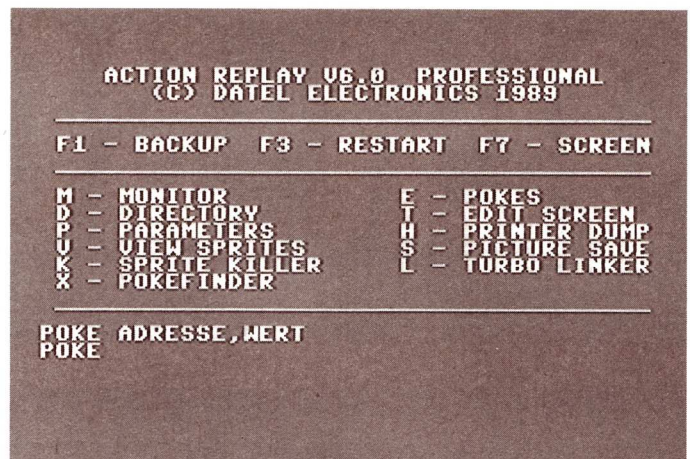 ACTION REPLAY V6.0 PROFESSIONAL
(C) DATEL ELECTRONICS 1989
F1 - BACKUP F3 - RESTART F7 - SCREEN
M - MONITOR E - POKES
D - DIRECTORY T - EDIT SCREEN
P - PARAMETERS H - PRINTER DUMP
V - VIEW SPRITES S - PICTURE SAVE
K - SPRITE KILLER L - TURBO LINKER
X - POKEFINDER
POKE ADRESSE,WERT
POKE